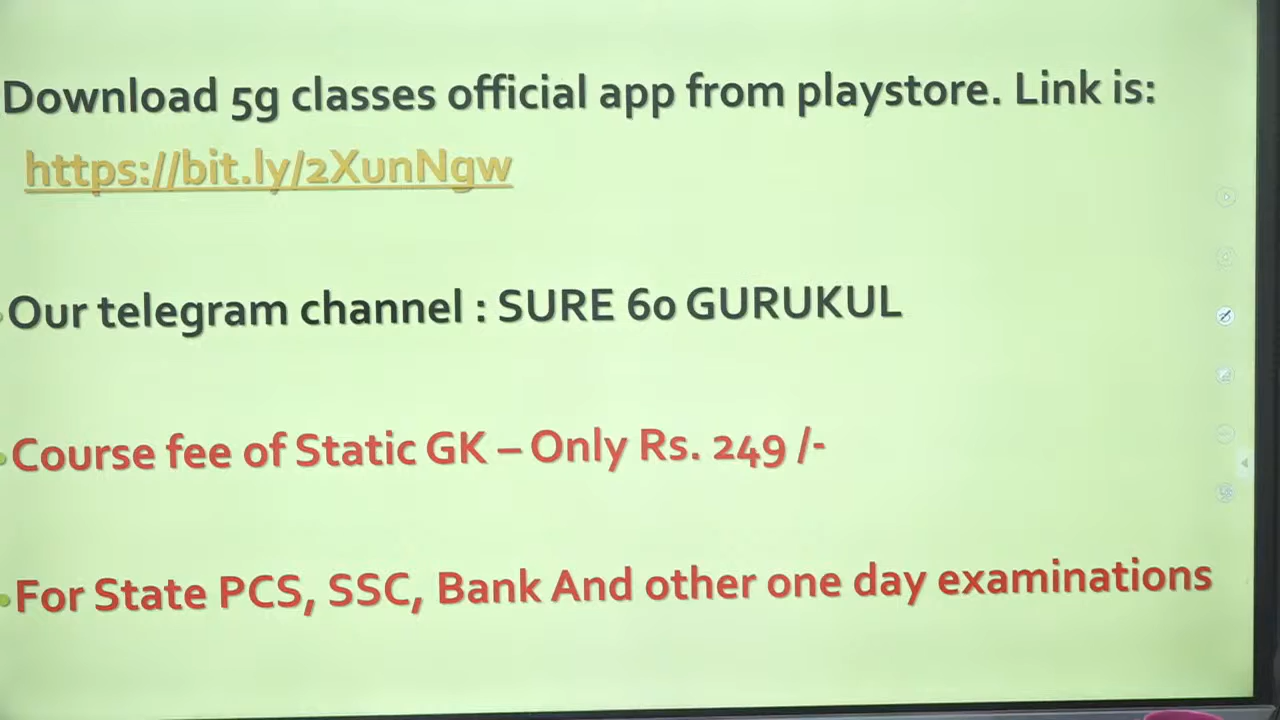 Download 5g classes official app from playstore. Link is:
https://bit.ly/2XunNgw
Our telegram channel : SURE 60 GURUKUL
Course fee of Static GK – Only Rs. 249 /-
For State PCS, SSC, Bank And other one day examinations